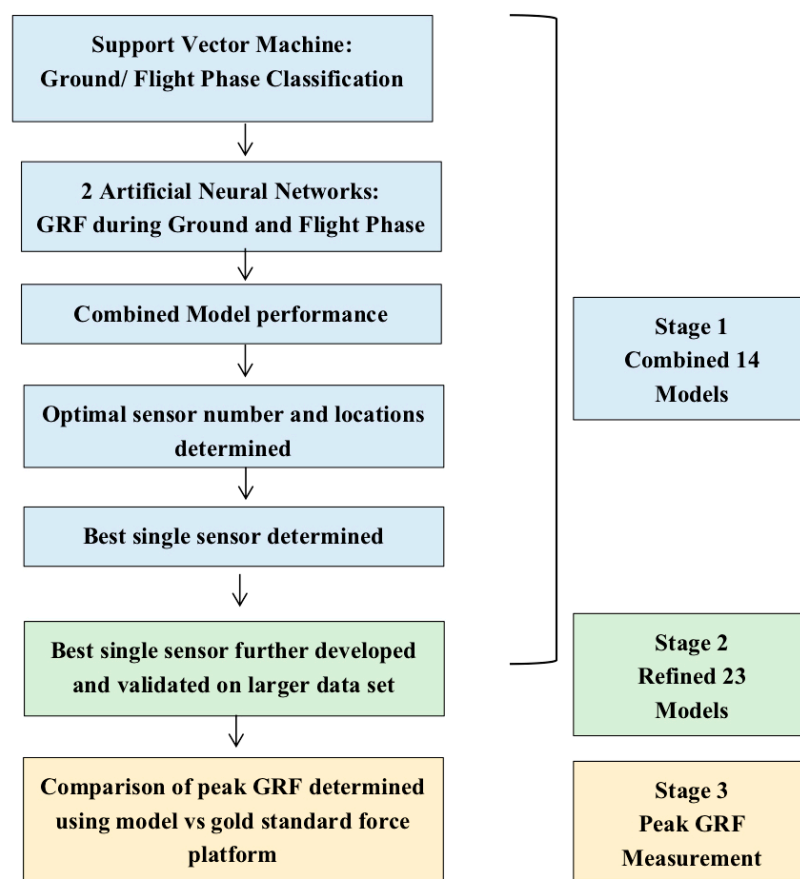 Support Vector Machine:
Ground/ Flight Phase Classification
2 Artificial Neural Networks:
GRF during Ground and Flight Phase
Combined Model performance
Optimal sensor number and locations
determined
Best single sensor determined
Best single sensor further developed
and validated on larger data set
Comparison of peak GRF determined
using model vs gold standard force
platform
Stage 1
Combined 14
Models
Stage 2
Refined 23
Models
Stage 3
Peak GRF
Measurement